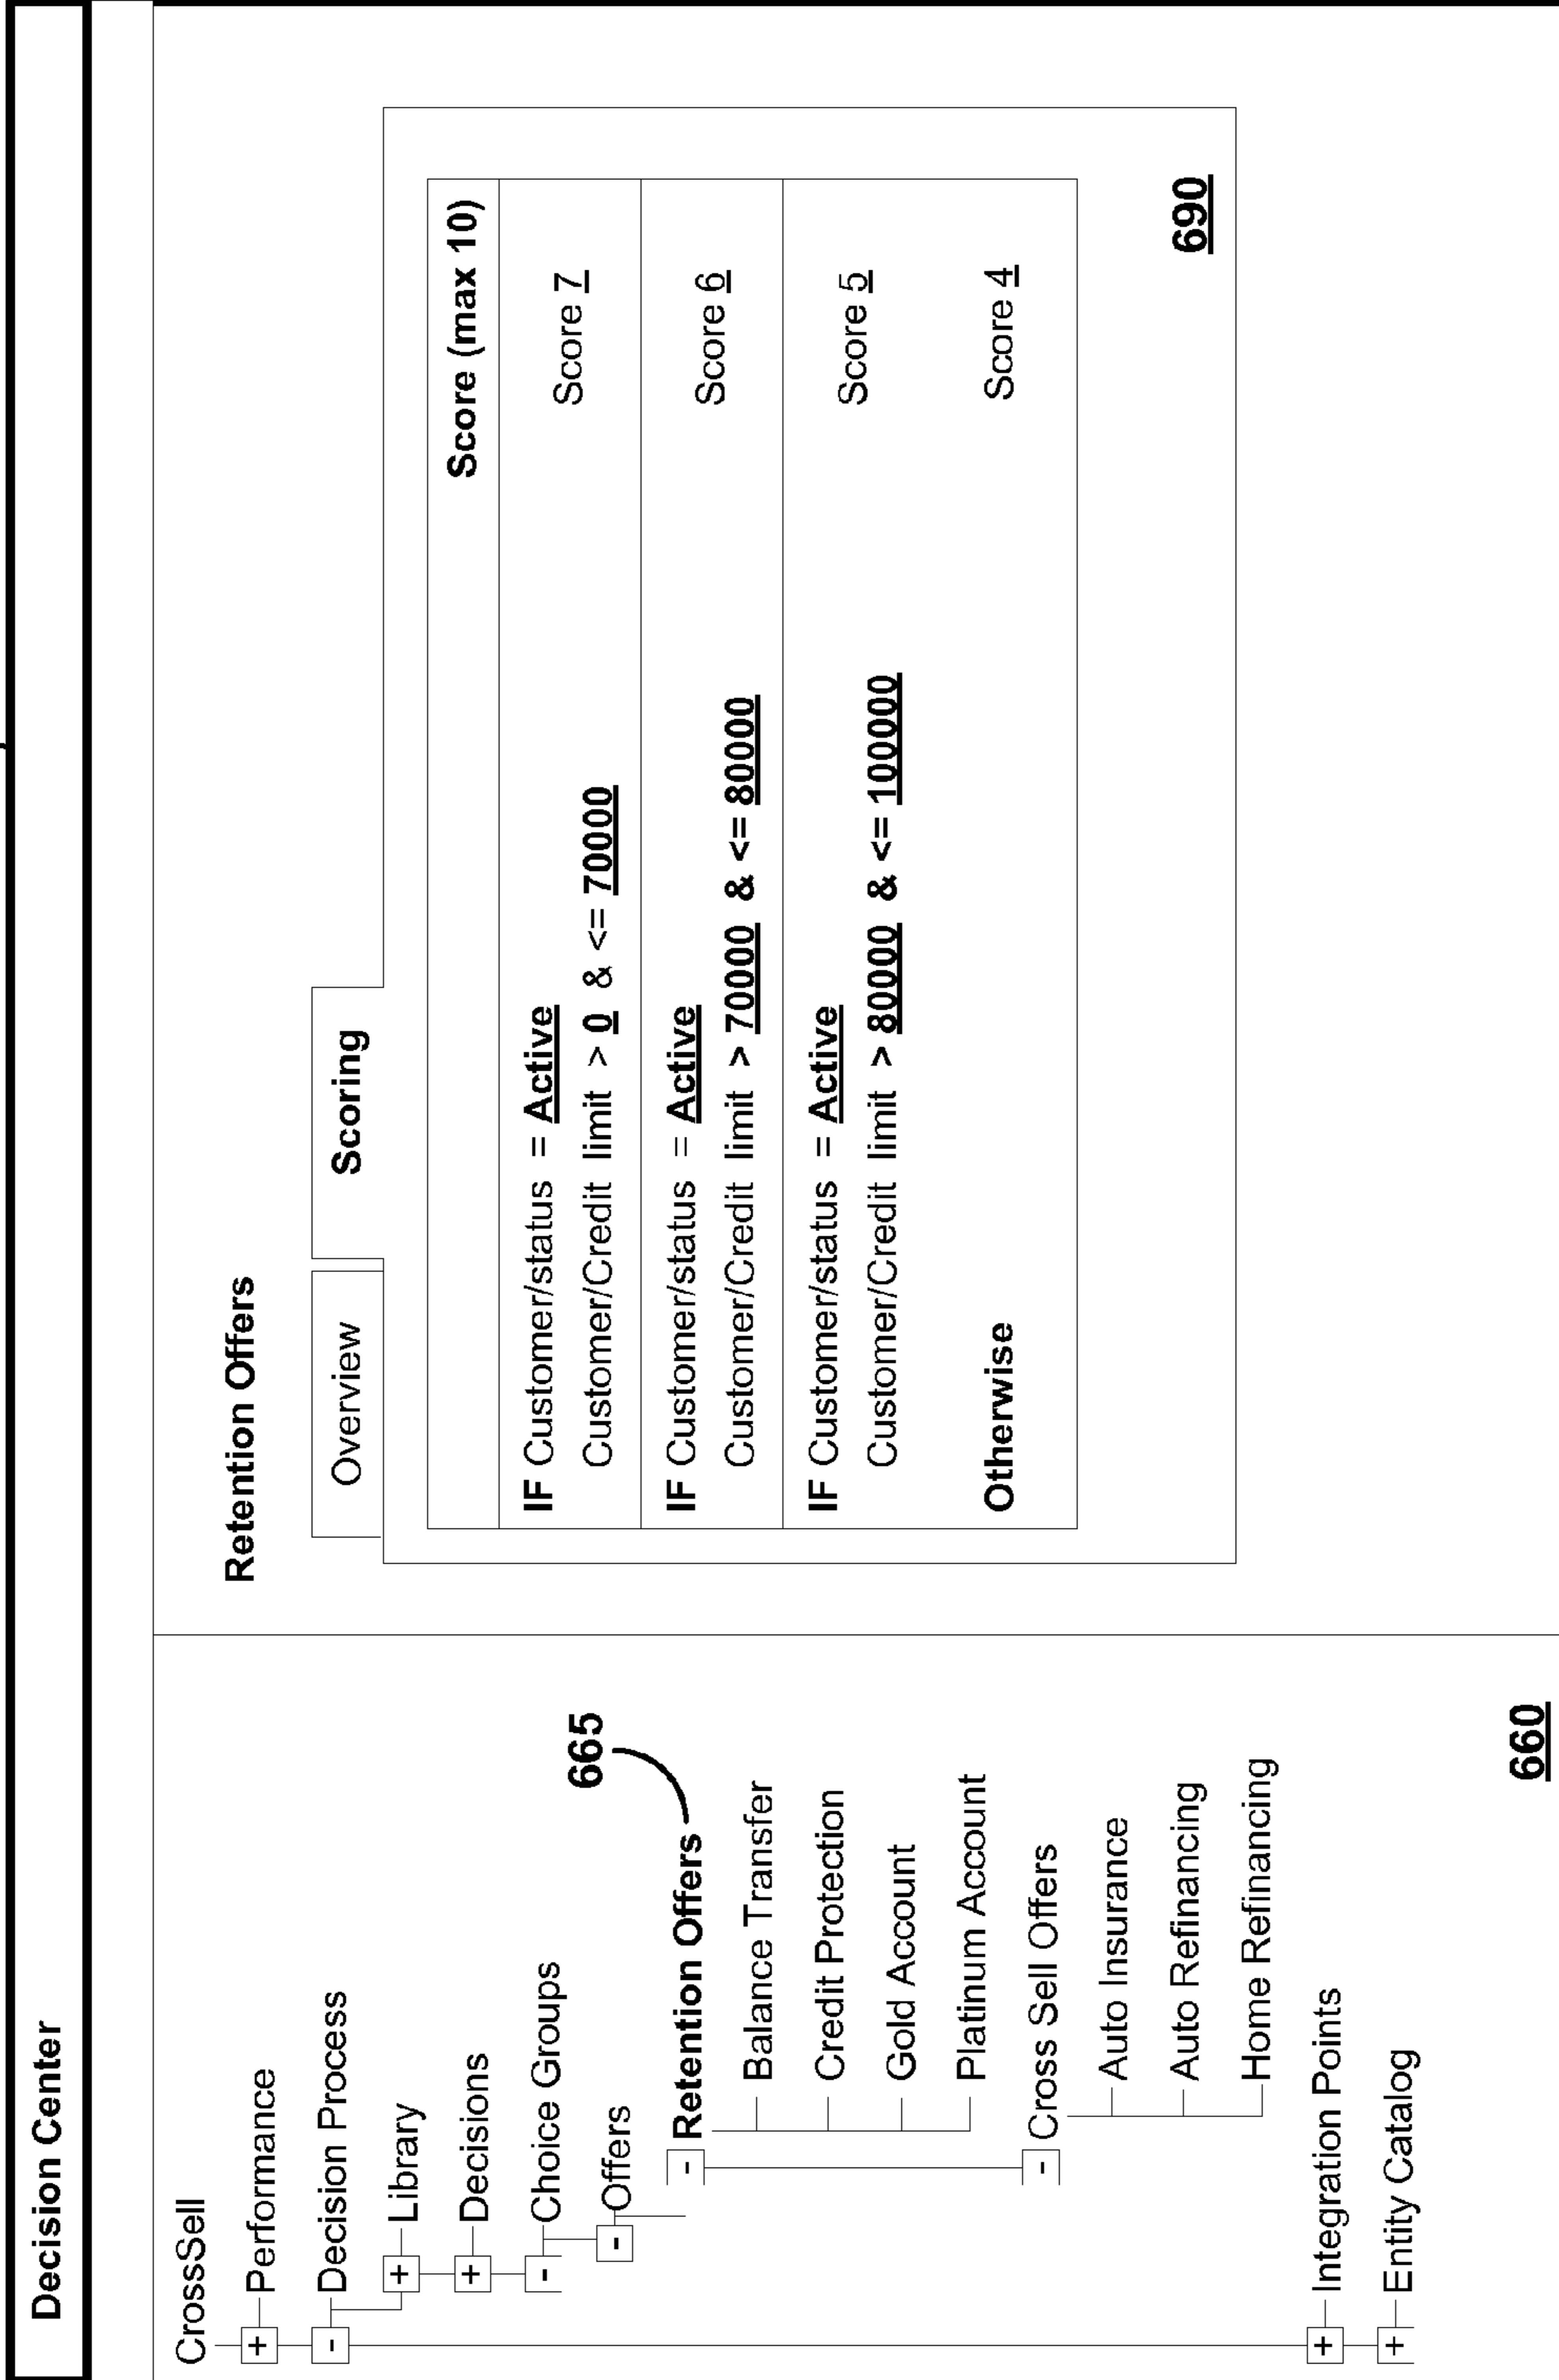 Decision Center
CrossSell
+ Performance
- Decision Process
+ Library
+ Decisions
- Choice Groups
- Offers
665
- Retention Offers
Balance Transfer
Credit Protection
Gold Account
Platinum Account
- Cross Sell Offers
Auto Insurance
Auto Refinancing
Home Refinancing
+ Integration Points
+ Entity Catalog
660
Retention Offers
Overview Scoring
Score (max 10)
IF Customer/status = Active Score 7
Customer/Credit limit > 0 & <= 70000
IF Customer/status = Active Score 6
Customer/Credit limit > 70000 & <= 80000
IF Customer/status = Active Score 5
Customer/Credit limit > 80000 & <= 100000
Otherwise Score 4
690